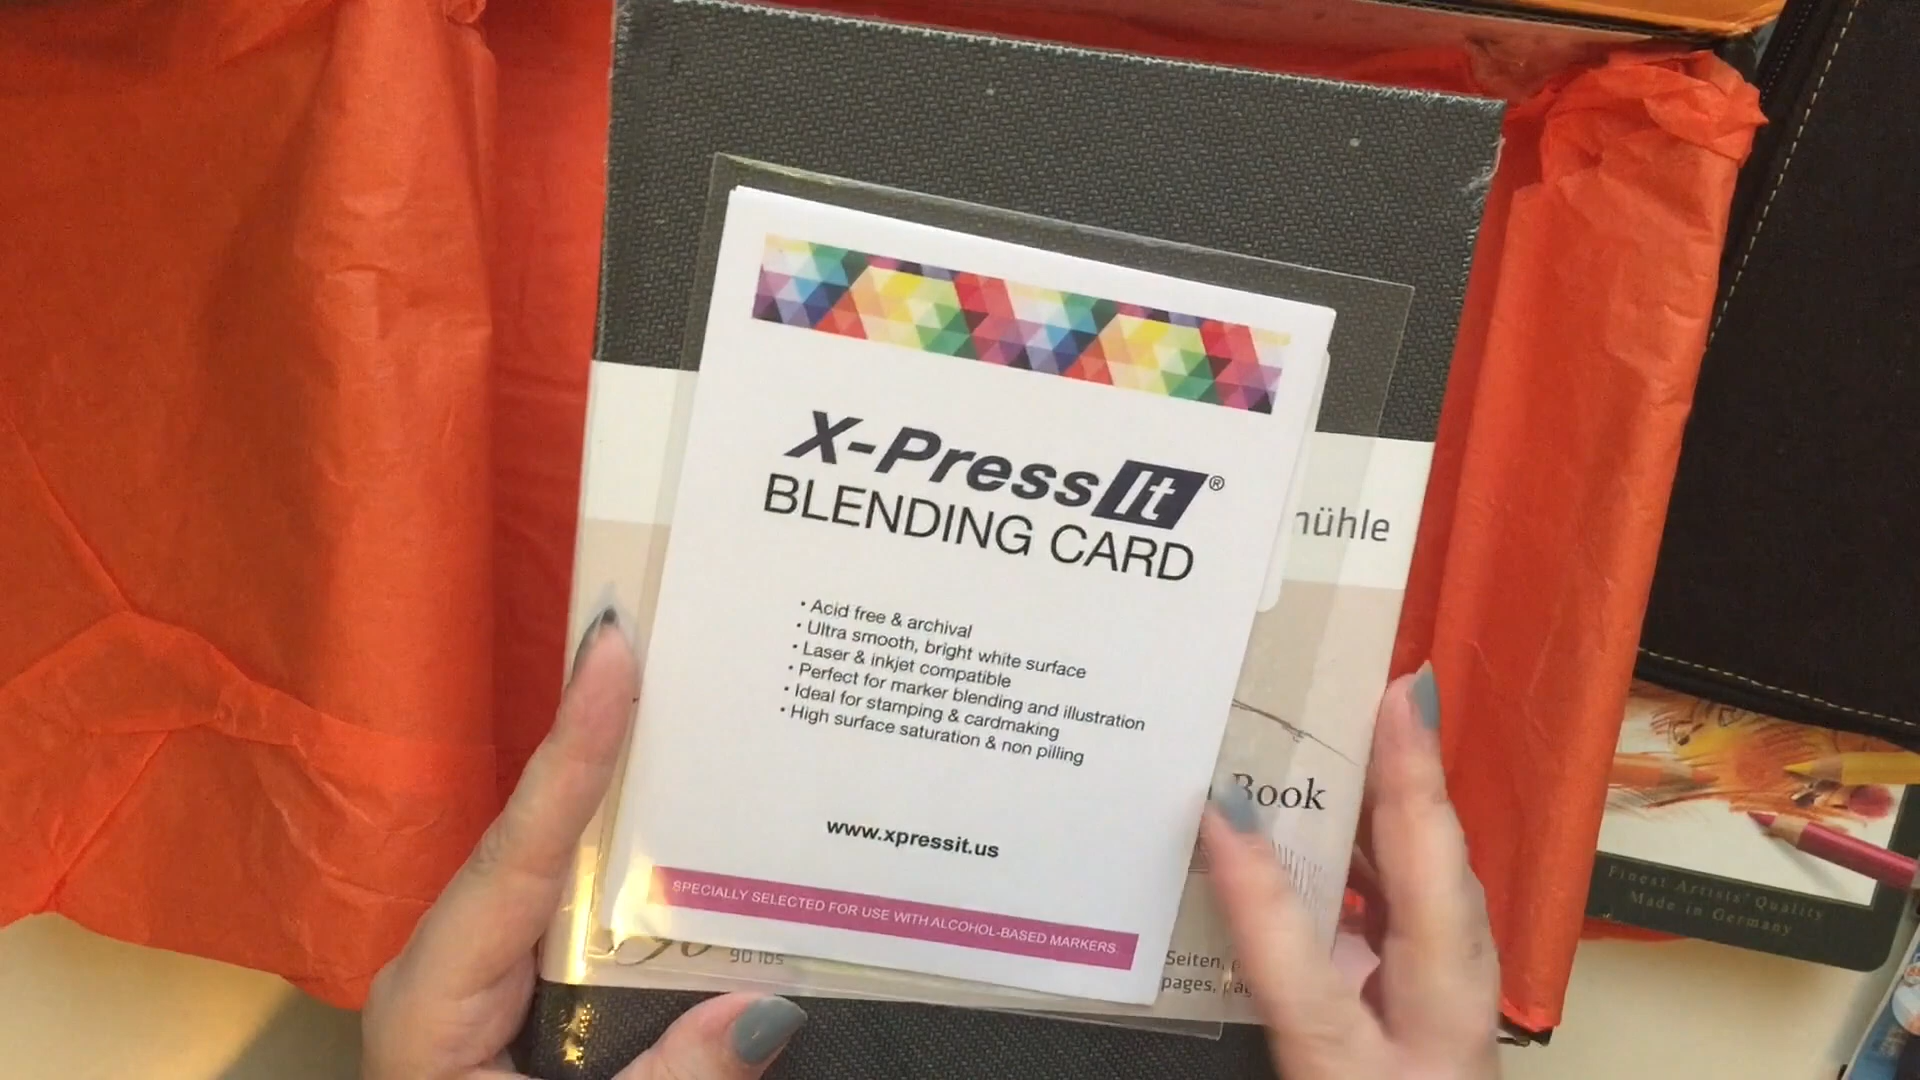 X-PressIt®
BLENDING CARD
• Acid free & archival
• Ultra smooth, bright white surface
• Laser & inkjet compatible
• Perfect for marker blending and illustration
• Ideal for stamping & cardmaking
• High surface saturation & non pilling
www.xpressit.us
SPECIALLY SELECTED FOR USE WITH ALCOHOL-BASED MARKERS.
mühle
Book
90 lbs
Seiten,
pages,
Finest Artists' Quality
Made in Germany